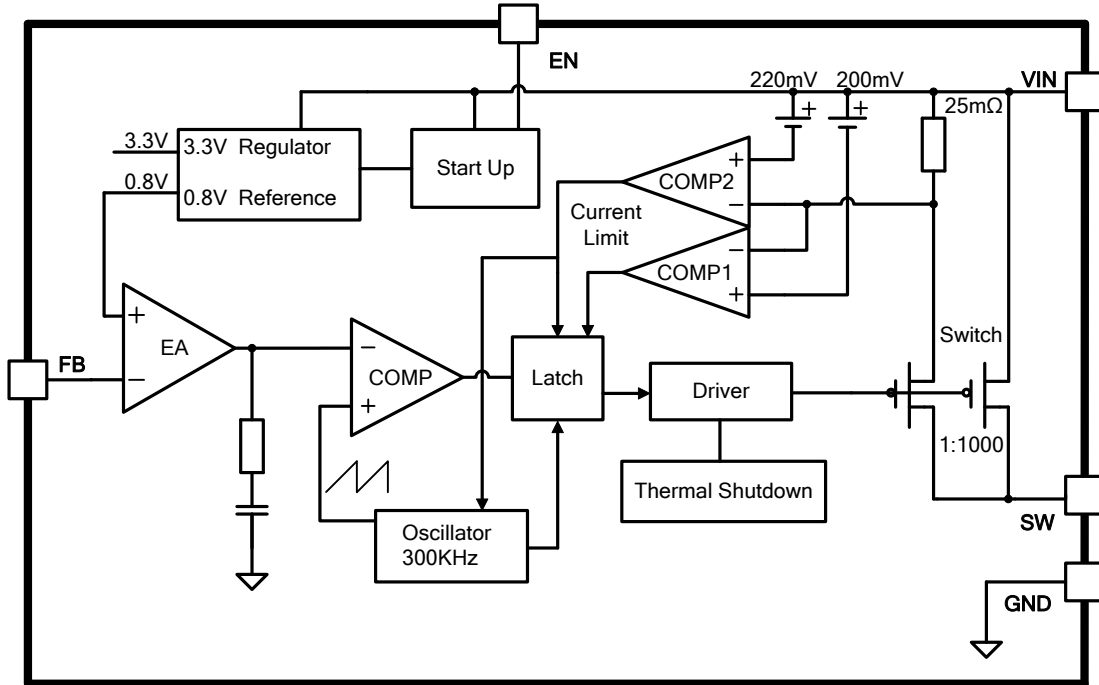 EN
220mV
200mV
VIN
+
+
25mΩ
3.3V
3.3V Regulator
0.8V
0.8V Reference
Start Up
+
COMP2
−
Current
Limit
−
COMP1
+
+
EA
−
FB
−
COMP
+
Latch
Driver
Switch
1:1000
Thermal Shutdown
Oscillator
300KHz
SW
GND